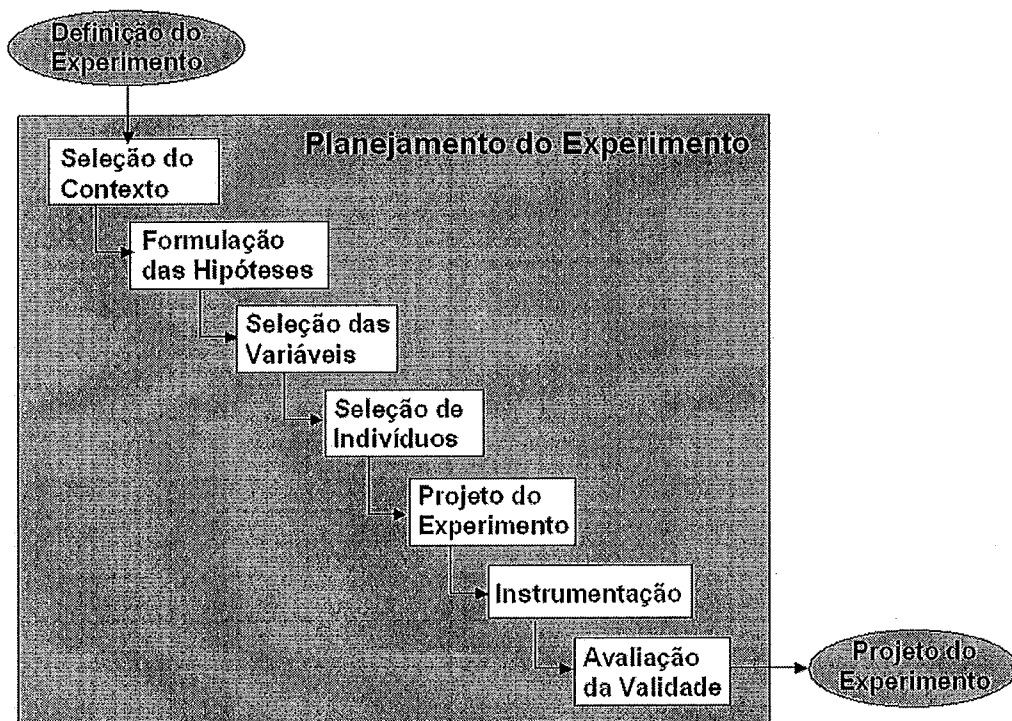 Definição do
Experimento
Planejamento do Experimento
Seleção do
Contexto
Formulação
das Hipóteses
Seleção das
Variáveis
Seleção de
Indivíduos
Projeto do
Experimento
Instrumentação
Avaliação
da Validade
Projeto do
Experimento